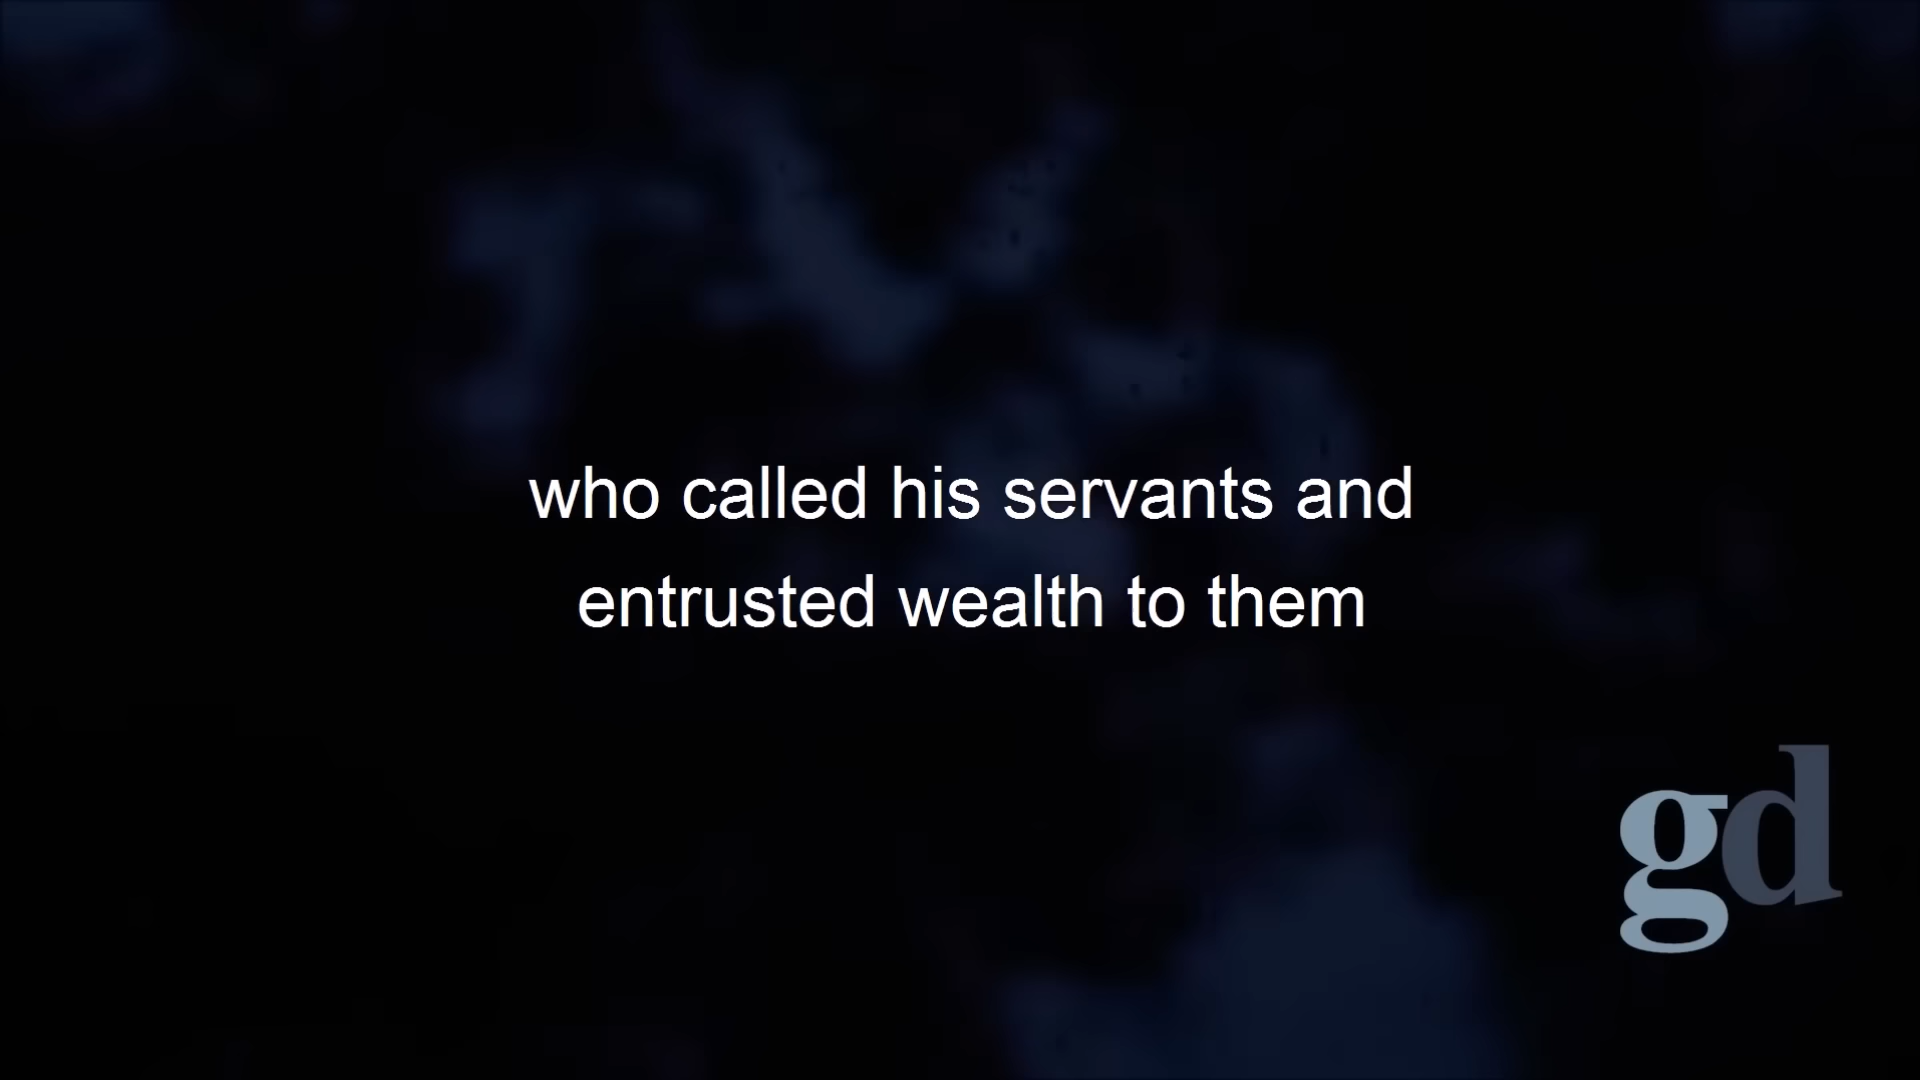 who called his servants and
entrusted wealth to them
gd